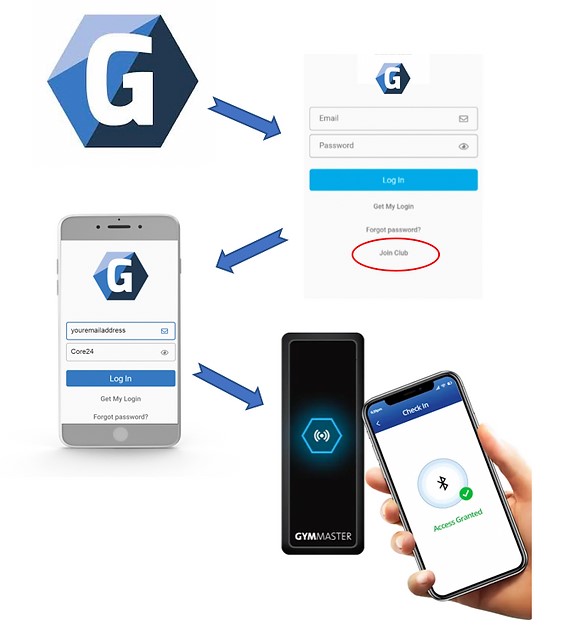 G
G
Email
Password
Log In
Get My Login
Forgot password?
Join Club
G
youremailaddress
Core24
Log In
Get My Login
Forgot password?
Check In
Access Granted
GYMMASTER